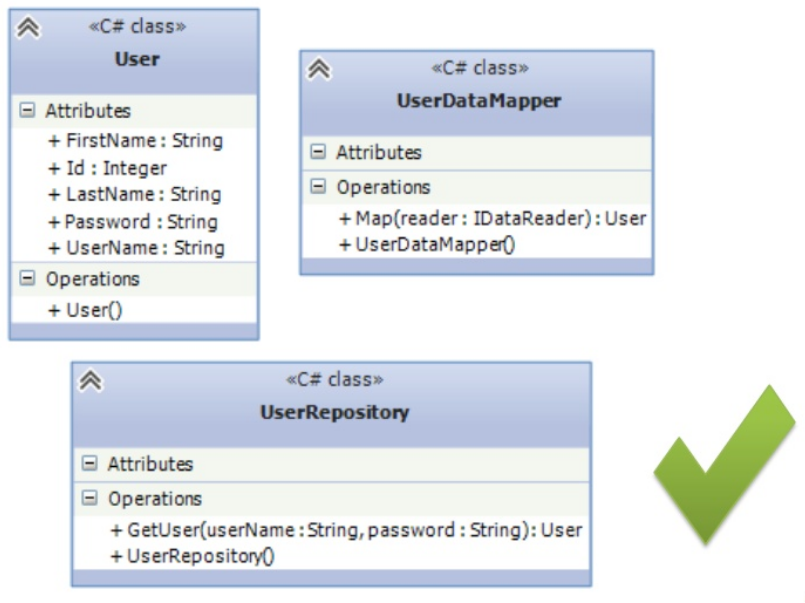 «C# class»
User
Attributes
+ FirstName : String
+ Id : Integer
+ LastName : String
+ Password : String
+ UserName : String
Operations
+ User()
«C# class»
UserDataMapper
Attributes
Operations
+ Map(reader : IDataReader) : User
+ UserDataMapper()
«C# class»
UserRepository
Attributes
Operations
+ GetUser(userName : String, password : String) : User
+ UserRepository()